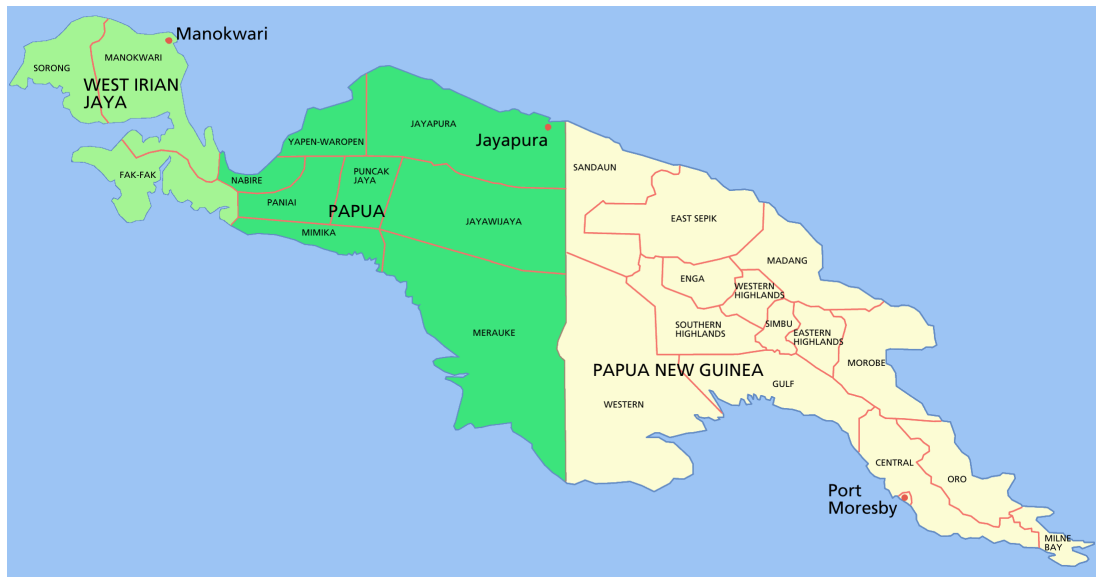 Manokwari
MANOKWARI
SORONG
WEST IRIAN
JAYA
FAK-FAK
JAYAPURA
Jayapura
YAPEN-WAROPEN
NABIRE
PUNCAK
JAYA
PANIAI
PAPUA
MIMIKA
JAYAWIJAYA
MERAUKE
SANDAUN
EAST SEPIK
MADANG
ENGA
WESTERN
HIGHLANDS
SOUTHERN
HIGHLANDS
SIMBU
EASTERN
HIGHLANDS
MOROBE
PAPUA NEW GUINEA
GULF
WESTERN
CENTRAL
ORO
Port
Moresby
MILNE
BAY